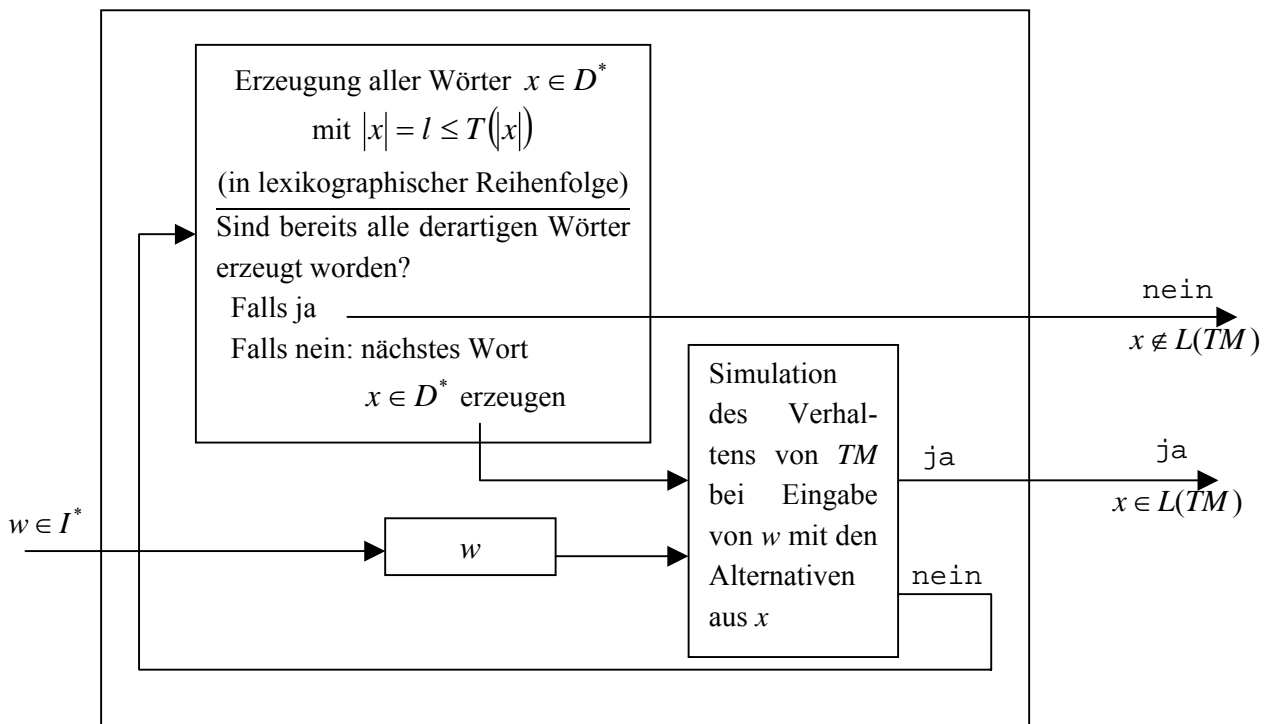 Erzeugung aller Wörter x ∈ D*
mit |x| = l ≤ T(|x|)
(in lexikographischer Reihenfolge)
Sind bereits alle derartigen Wörter
erzeugt worden?
Falls ja
Falls nein: nächstes Wort
x ∈ D* erzeugen
nein
x ∉ L(TM)
Simulation
des Verhal-
tens von TM
bei Eingabe
von w mit den
Alternativen
aus x
ja
nein
ja
x ∈ L(TM)
w ∈ I*
w